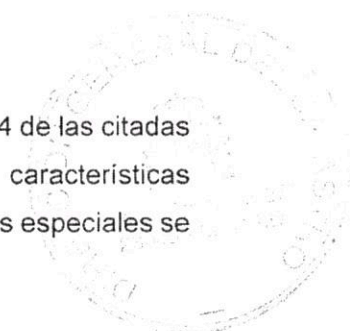 4 de las citadas
características
s especiales se